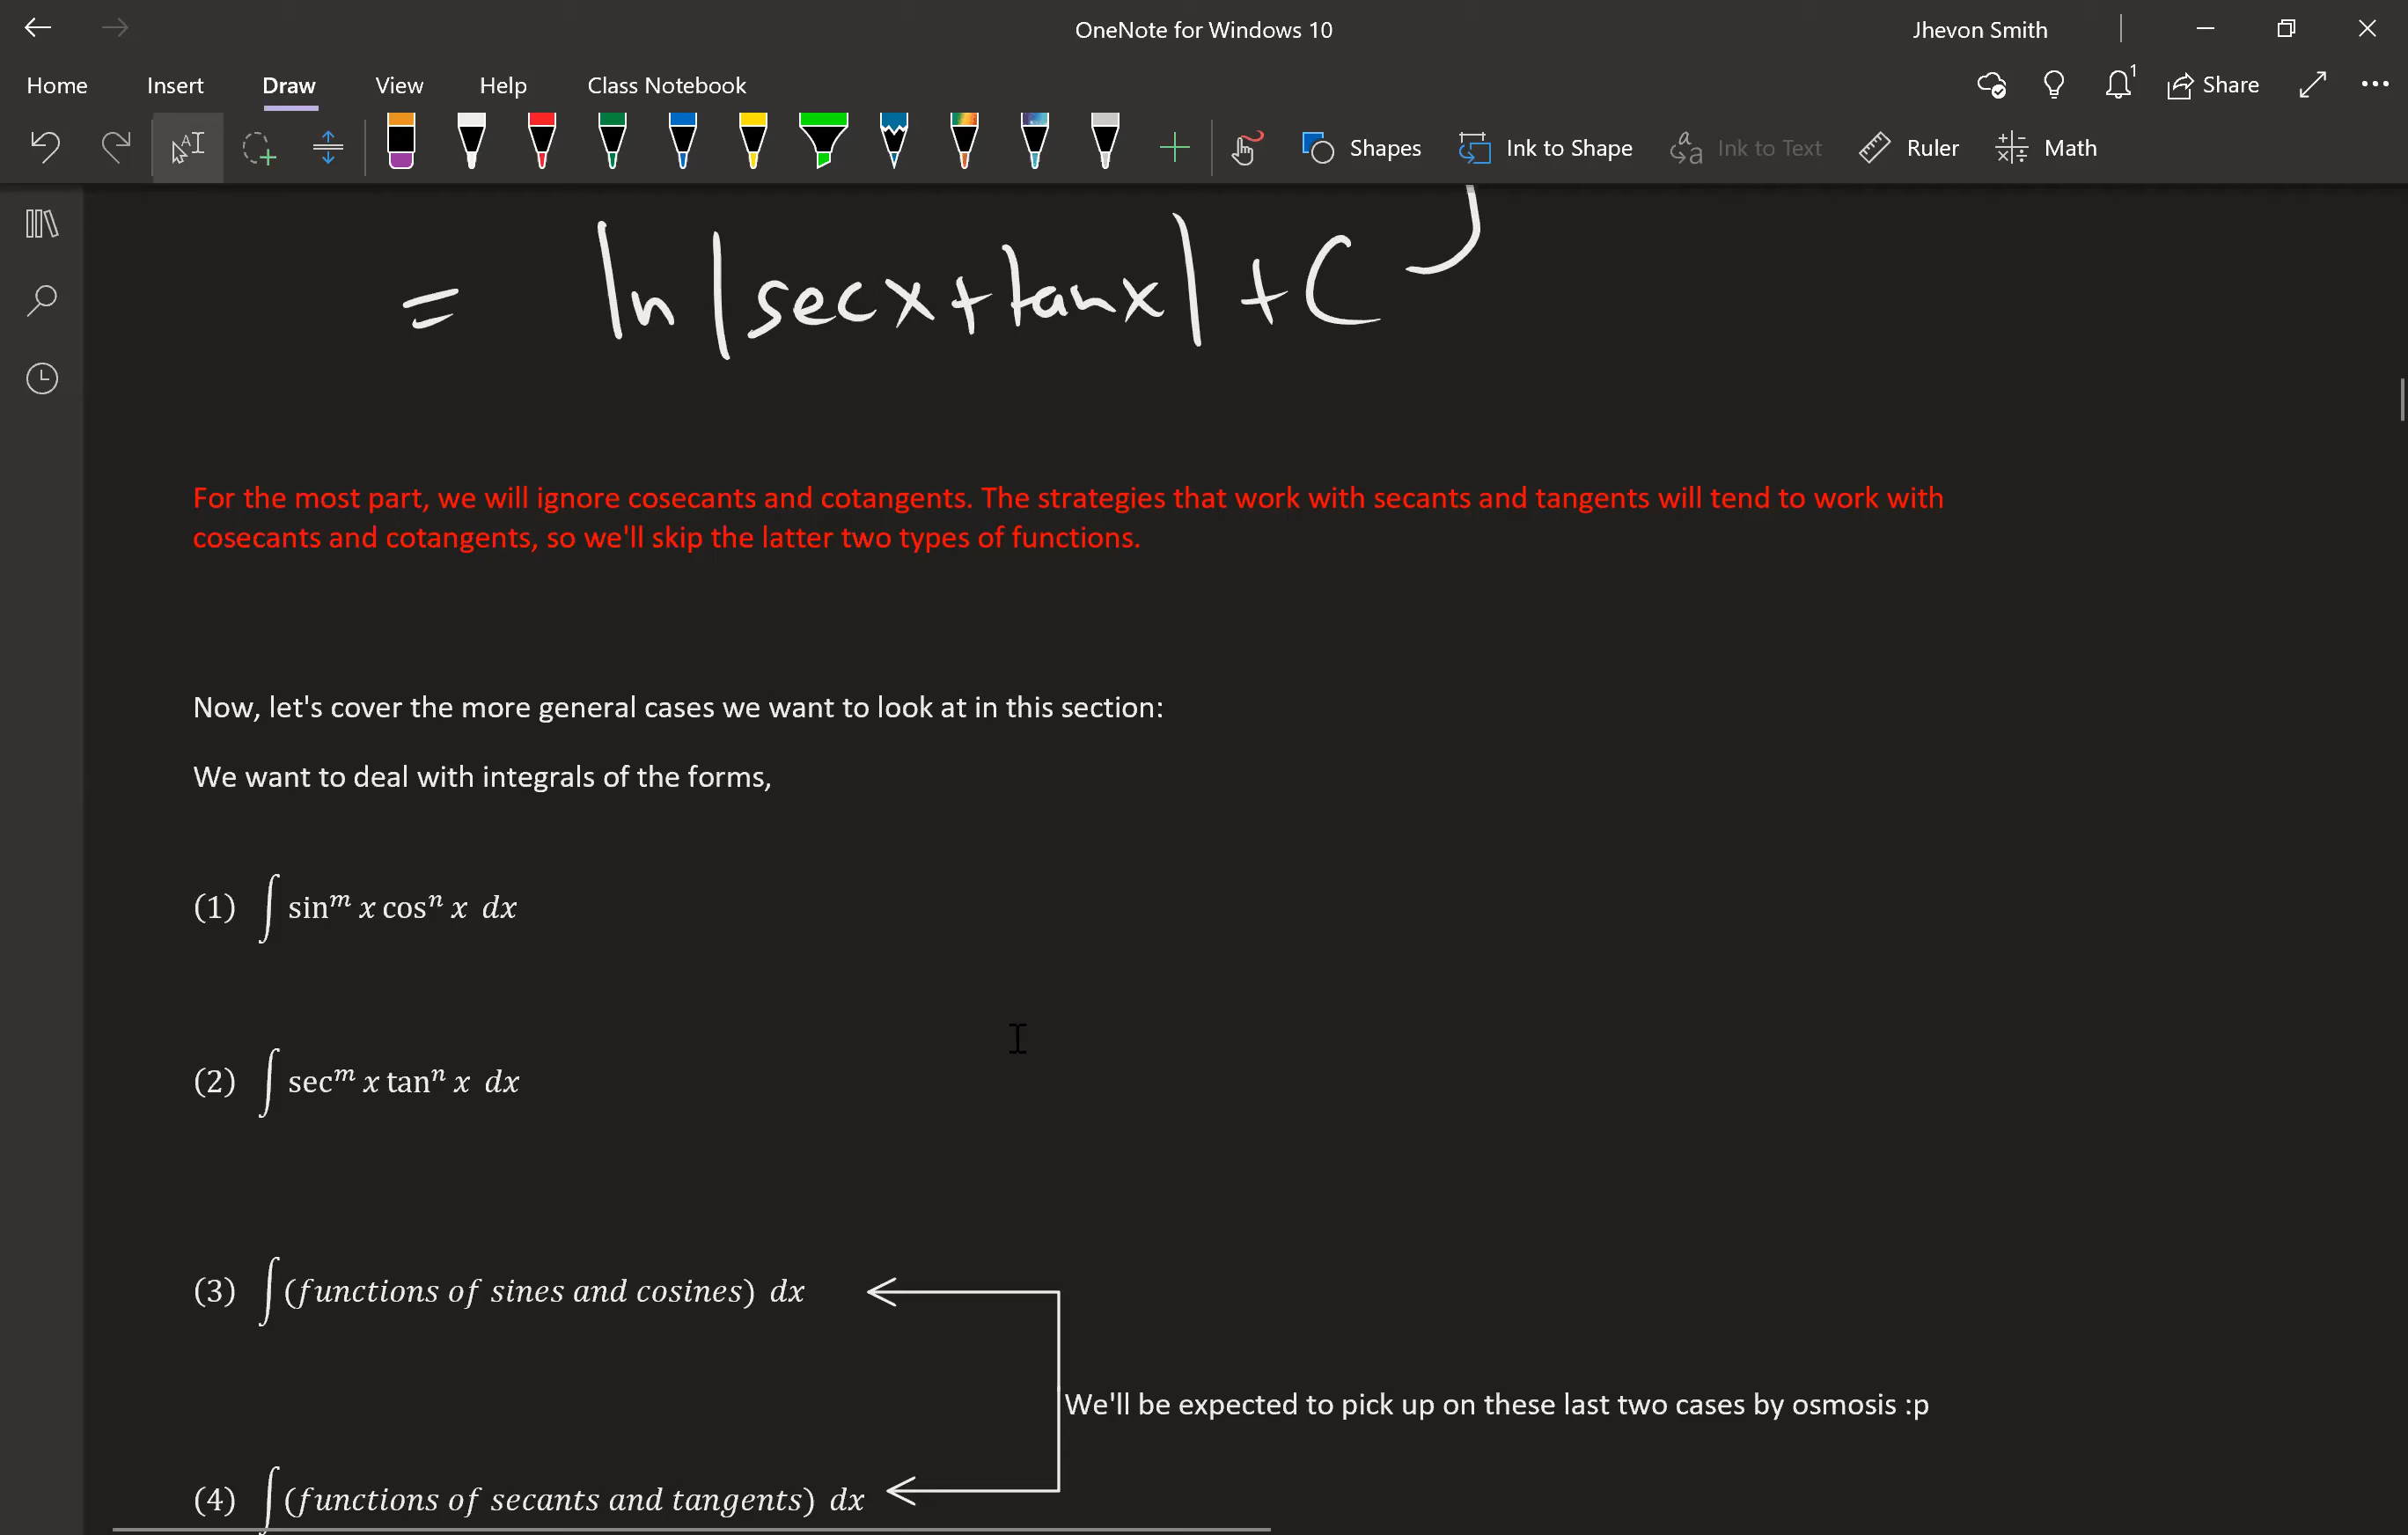 OneNote for Windows 10
Jhevon Smith
Home Insert Draw View Help Class Notebook
1 Share
Shapes Ink to Shape Ink to Text Ruler Math
= ln |secx+tanx| +C
For the most part, we will ignore cosecants and cotangents. The strategies that work with secants and tangents will tend to work with
cosecants and cotangents, so we'll skip the latter two types of functions.
Now, let's cover the more general cases we want to look at in this section:
We want to deal with integrals of the forms,
(1) ∫ sinᵐ x cosⁿ x dx
(2) ∫ secᵐ x tanⁿ x dx
(3) ∫ (functions of sines and cosines) dx
We'll be expected to pick up on these last two cases by osmosis :p
(4) ∫ (functions of secants and tangents) dx